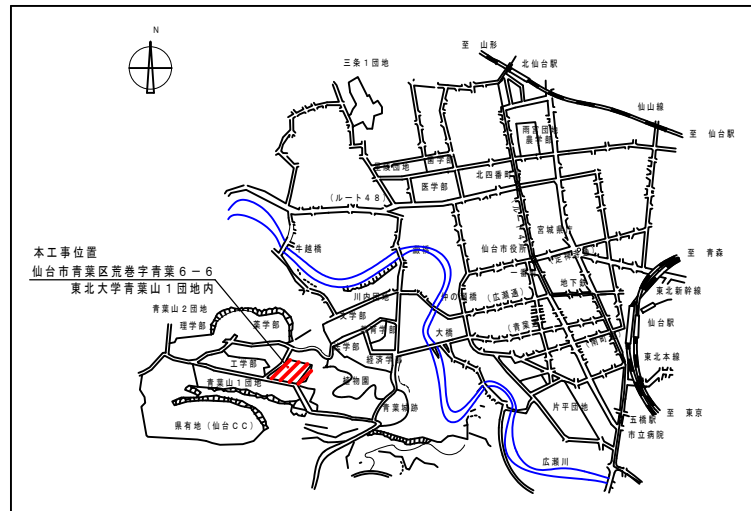 N
至 山形
北仙台駅
三条1団地
仙山線
雨宮団地
農学部
至 仙台駅
歯学部
北四番町
医学部
(ルート48)
宮城県庁
牛越橋
仙台市役所
本工事位置
仙台市青葉区荒巻字青葉6-6
東北大学青葉山1団地内
至 青森
一番町
地下鉄
東北新幹線
川内団地
(広瀬通)
青葉山2団地
理学部
薬学部
文学部
大橋
仙台駅
工学部
経済学部
東北本線
青葉山1団地
植物園
県有地(仙台CC)
青葉城跡
片平団地
至 東京
五橋駅
市立病院
広瀬川